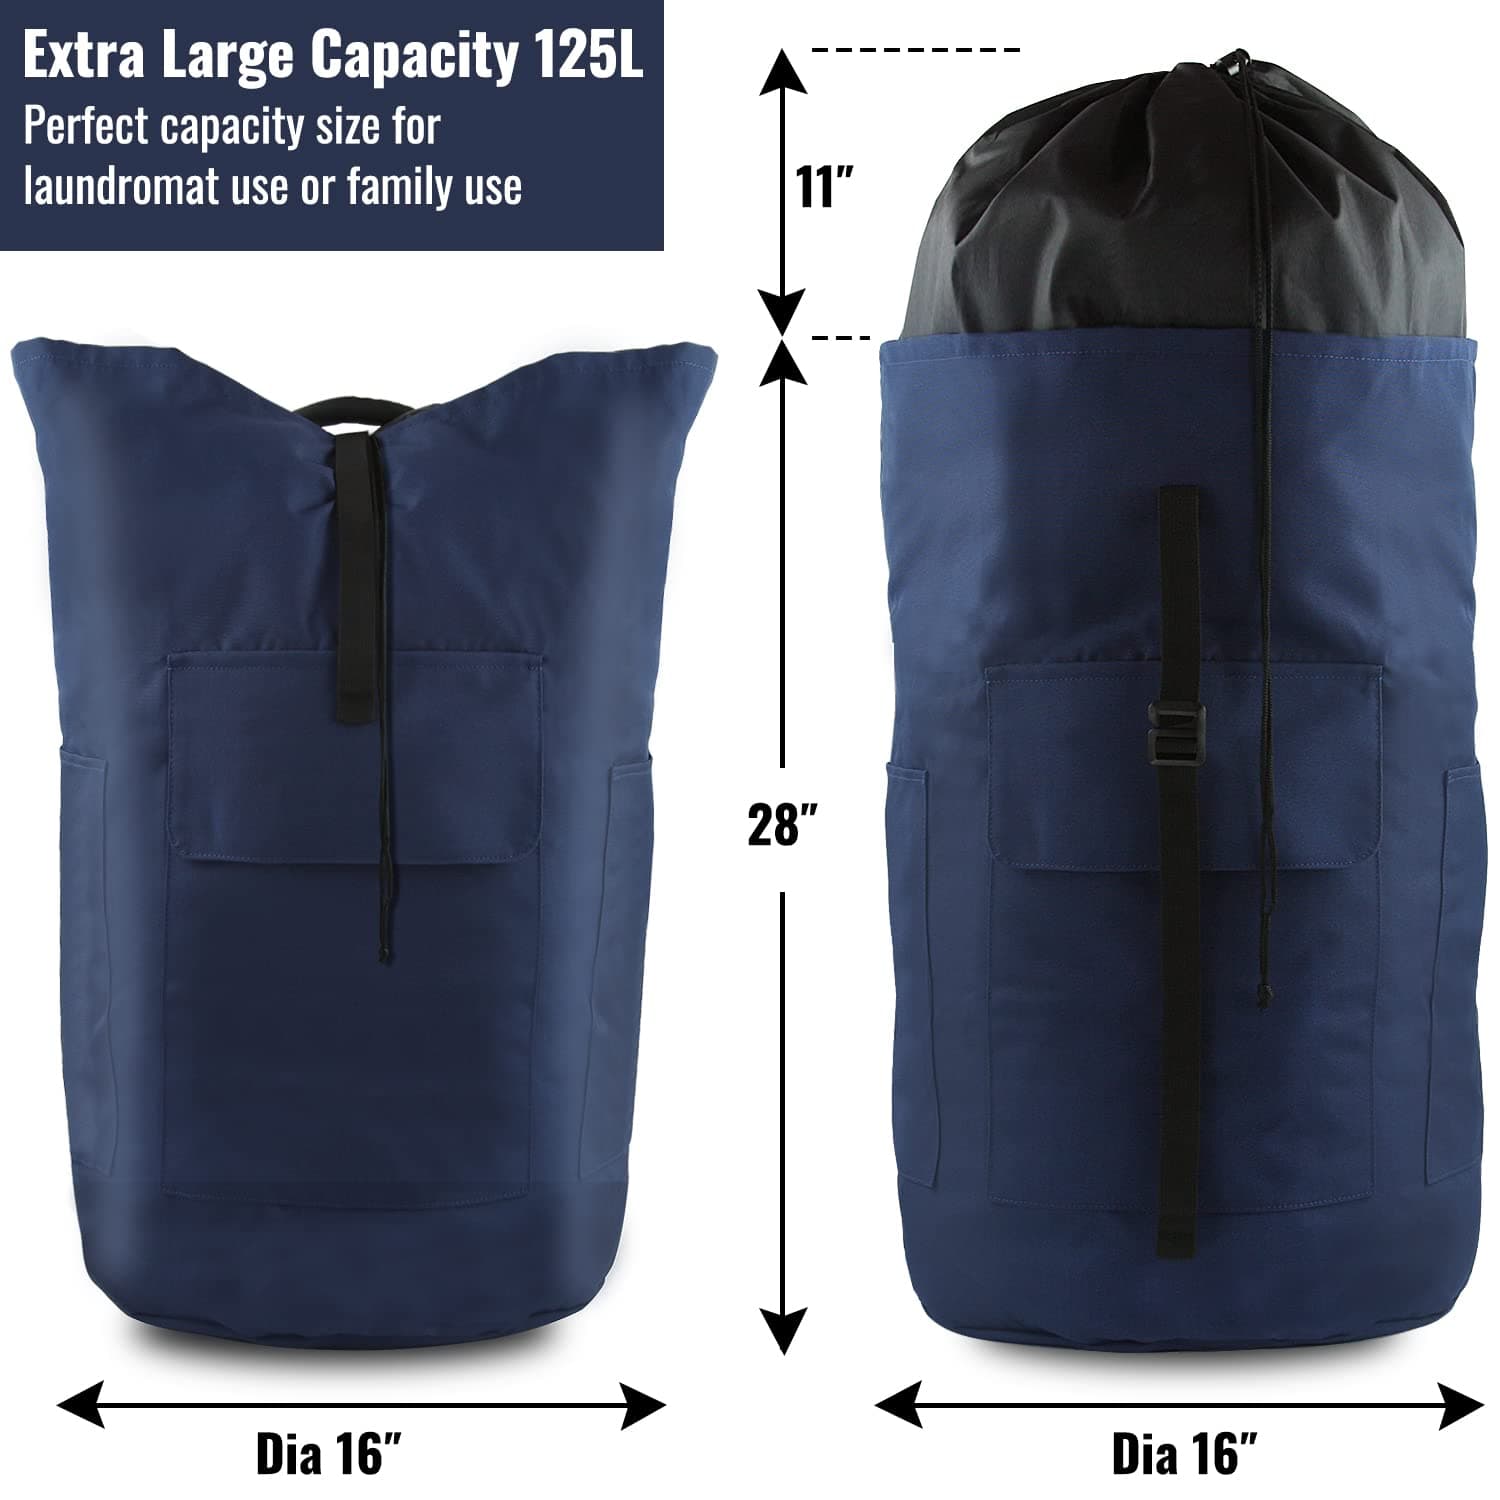 Extra Large Capacity 125L
Perfect capacity size for
laundromat use or family use
11"
28"
Dia 16"
Dia 16"